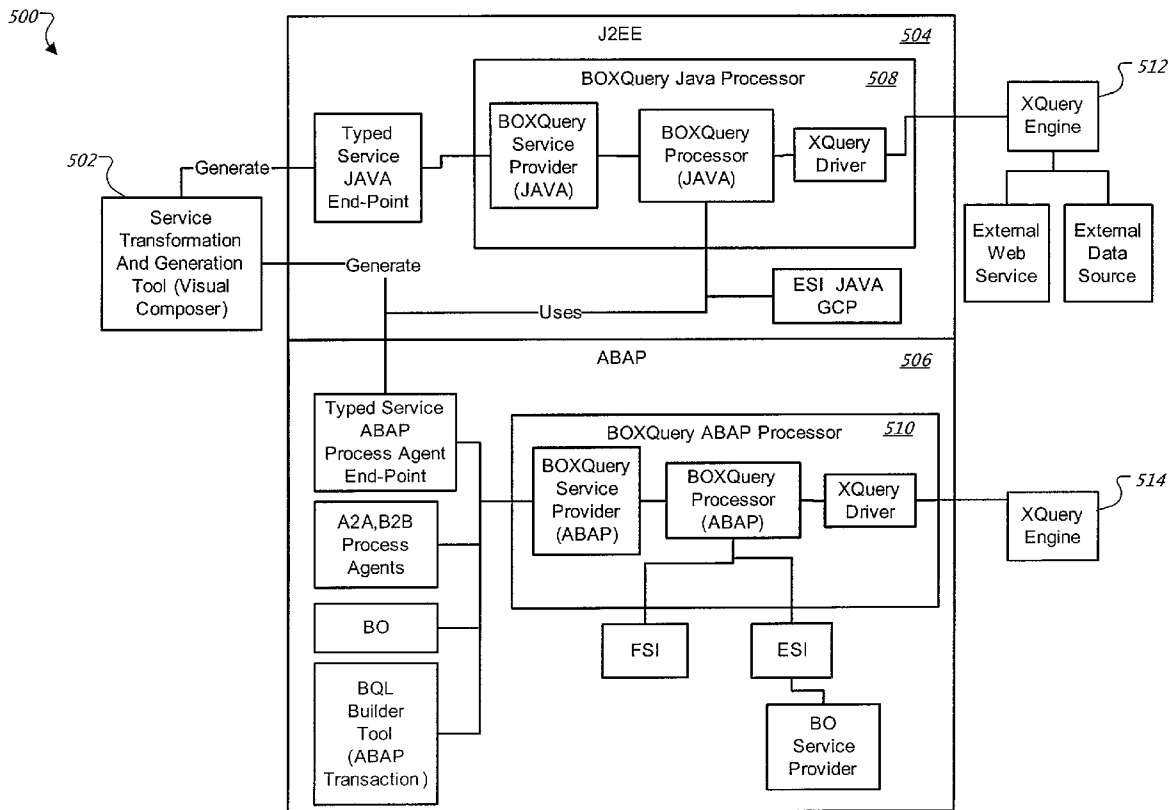 500
J2EE
504
BOXQuery Java Processor
508
512
XQuery
Engine
BOXQuery
Service
Provider
(JAVA)
BOXQuery
Processor
(JAVA)
XQuery
Driver
Typed
Service
JAVA
End-Point
502
Generate
Service
Transformation
And Generation
Tool (Visual
Composer)
Generate
External
Web
Service
External
Data
Source
ESI JAVA
GCP
Uses
ABAP
506
Typed Service
ABAP
Process Agent
End-Point
BOXQuery ABAP Processor
510
BOXQuery
Service
Provider
(ABAP)
BOXQuery
Processor
(ABAP)
XQuery
Driver
514
XQuery
Engine
A2A,B2B
Process
Agents
BO
FSI
ESI
BQL
Builder
Tool
(ABAP
Transaction)
BO
Service
Provider